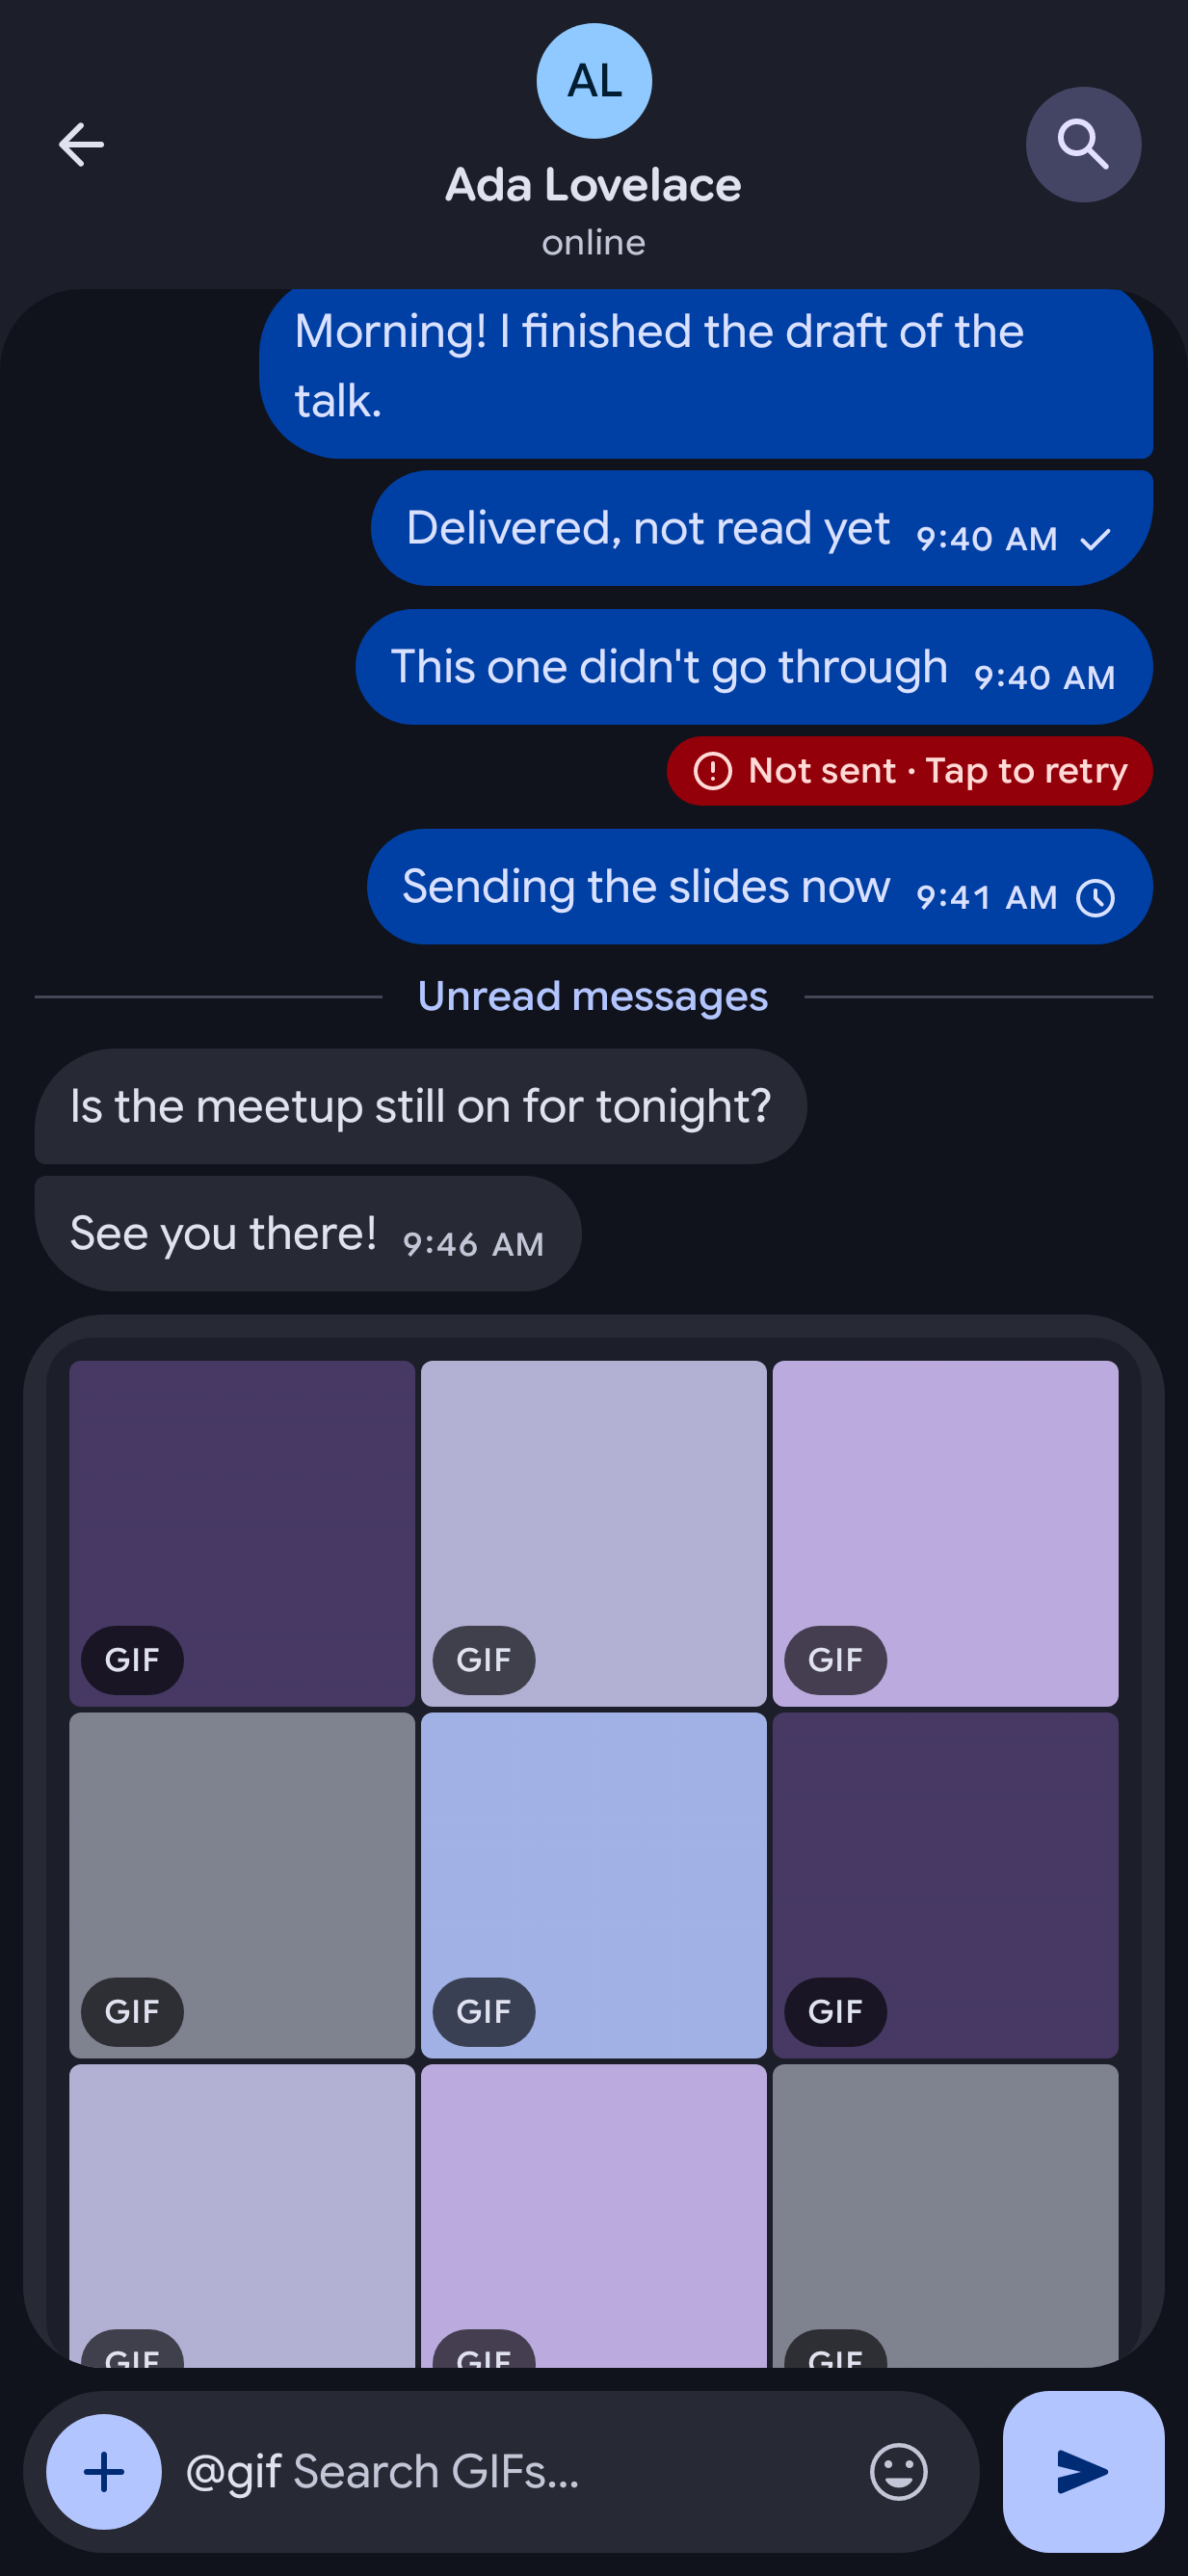 AL
Ada Lovelace
online
Morning! I finished the draft of the
talk.
Delivered, not read yet 9:40 AM
This one didn't go through 9:40 AM
Not sent · Tap to retry
Sending the slides now 9:41 AM
Unread messages
Is the meetup still on for tonight?
See you there! 9:46 AM
GIF GIF GIF
GIF GIF GIF
GIF GIF GIF
@gif Search GIFs...